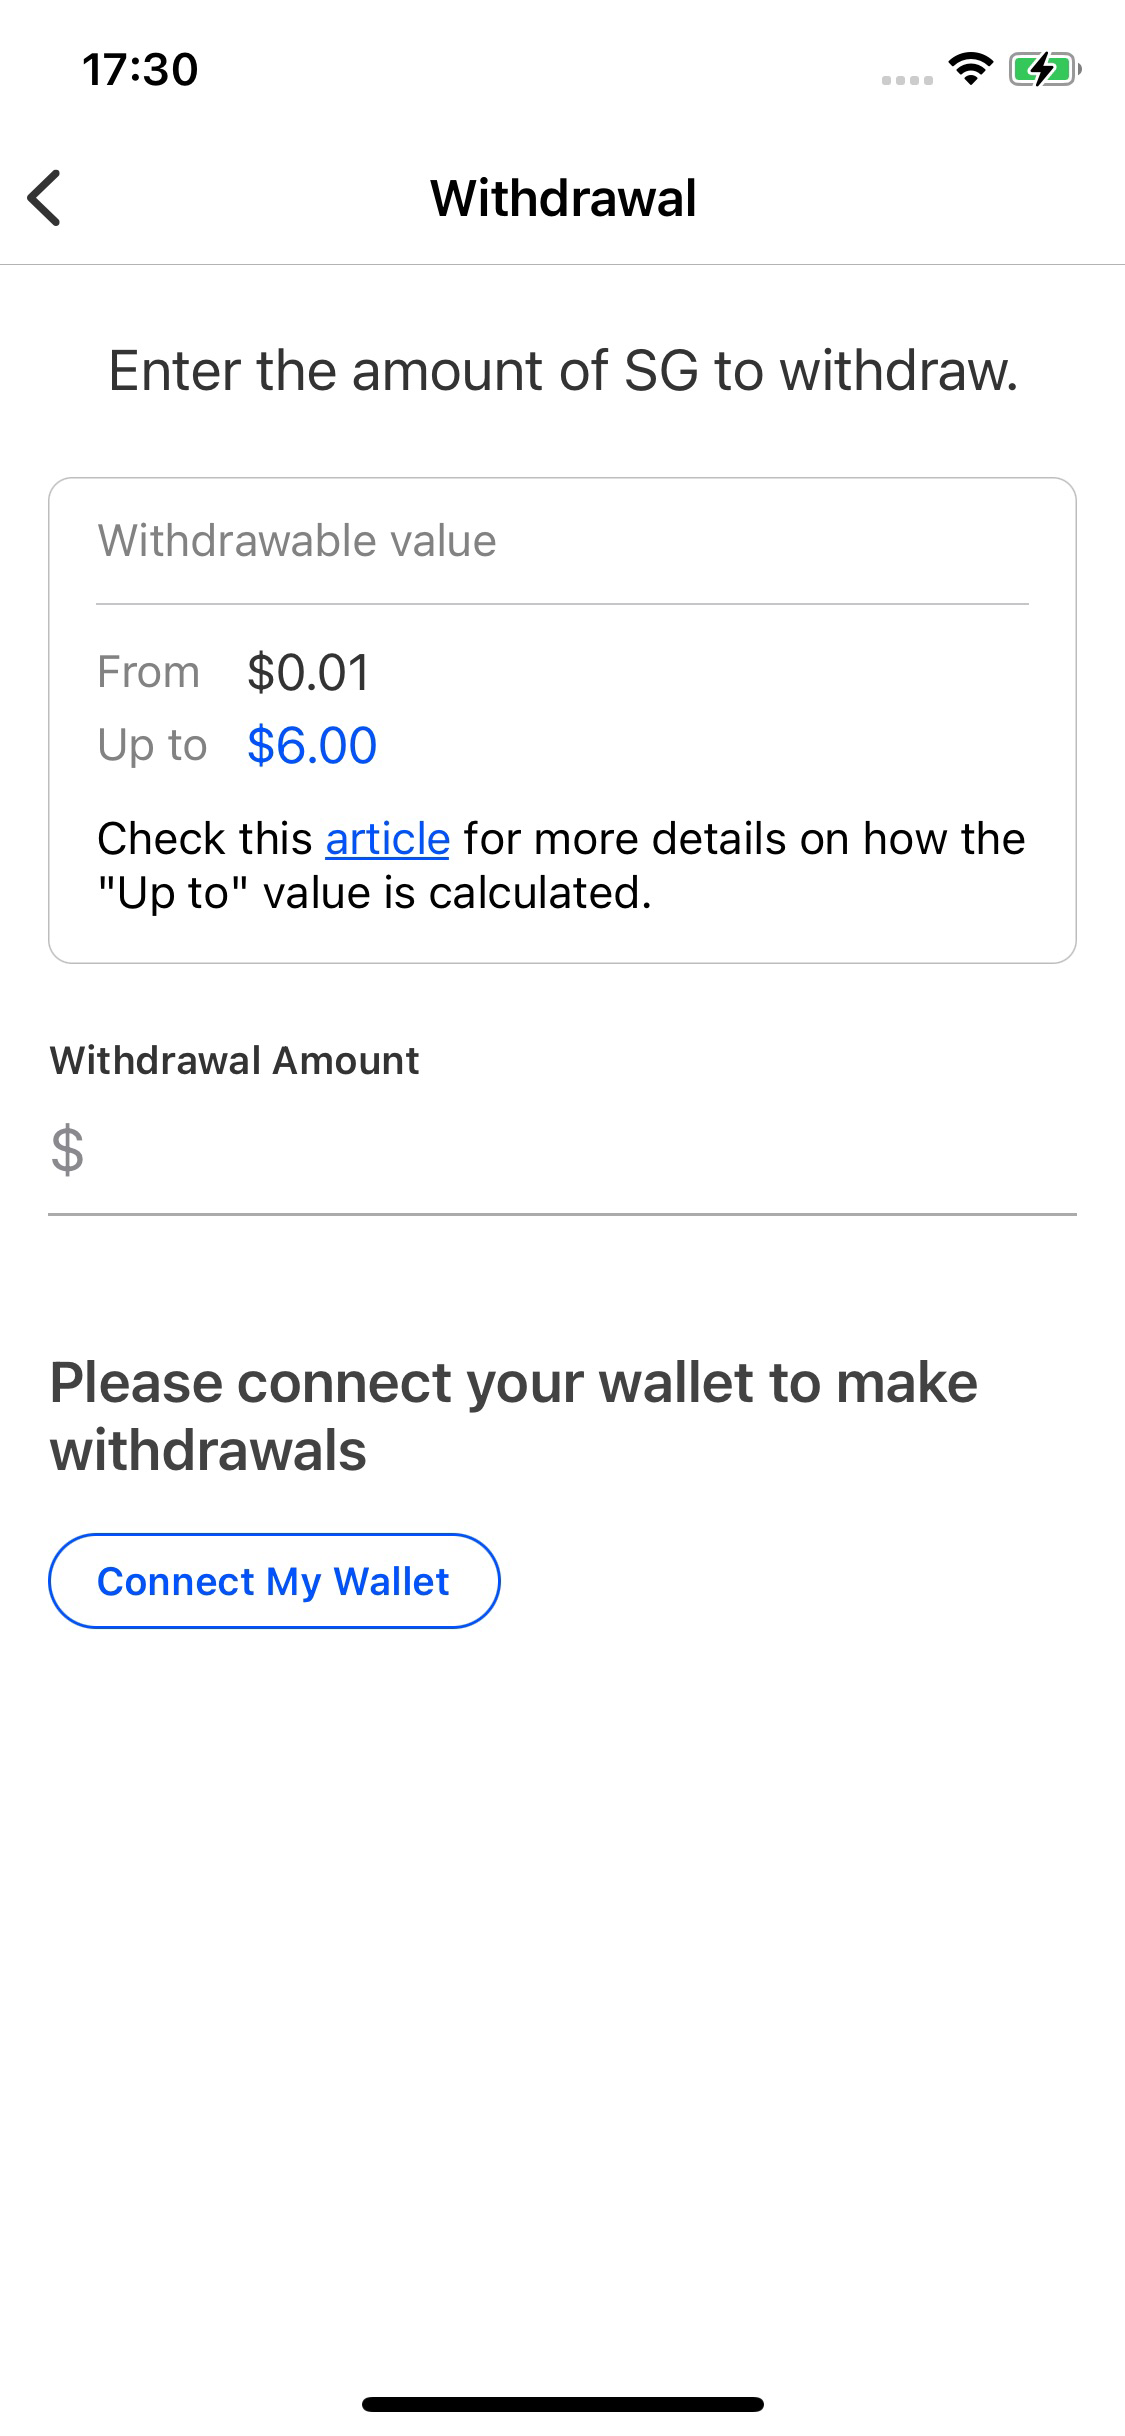 17:30
Withdrawal
Enter the amount of SG to withdraw.
Withdrawable value
From $0.01
Up to $6.00
Check this article for more details on how the
"Up to" value is calculated.
Withdrawal Amount
$
Please connect your wallet to make
withdrawals
Connect My Wallet